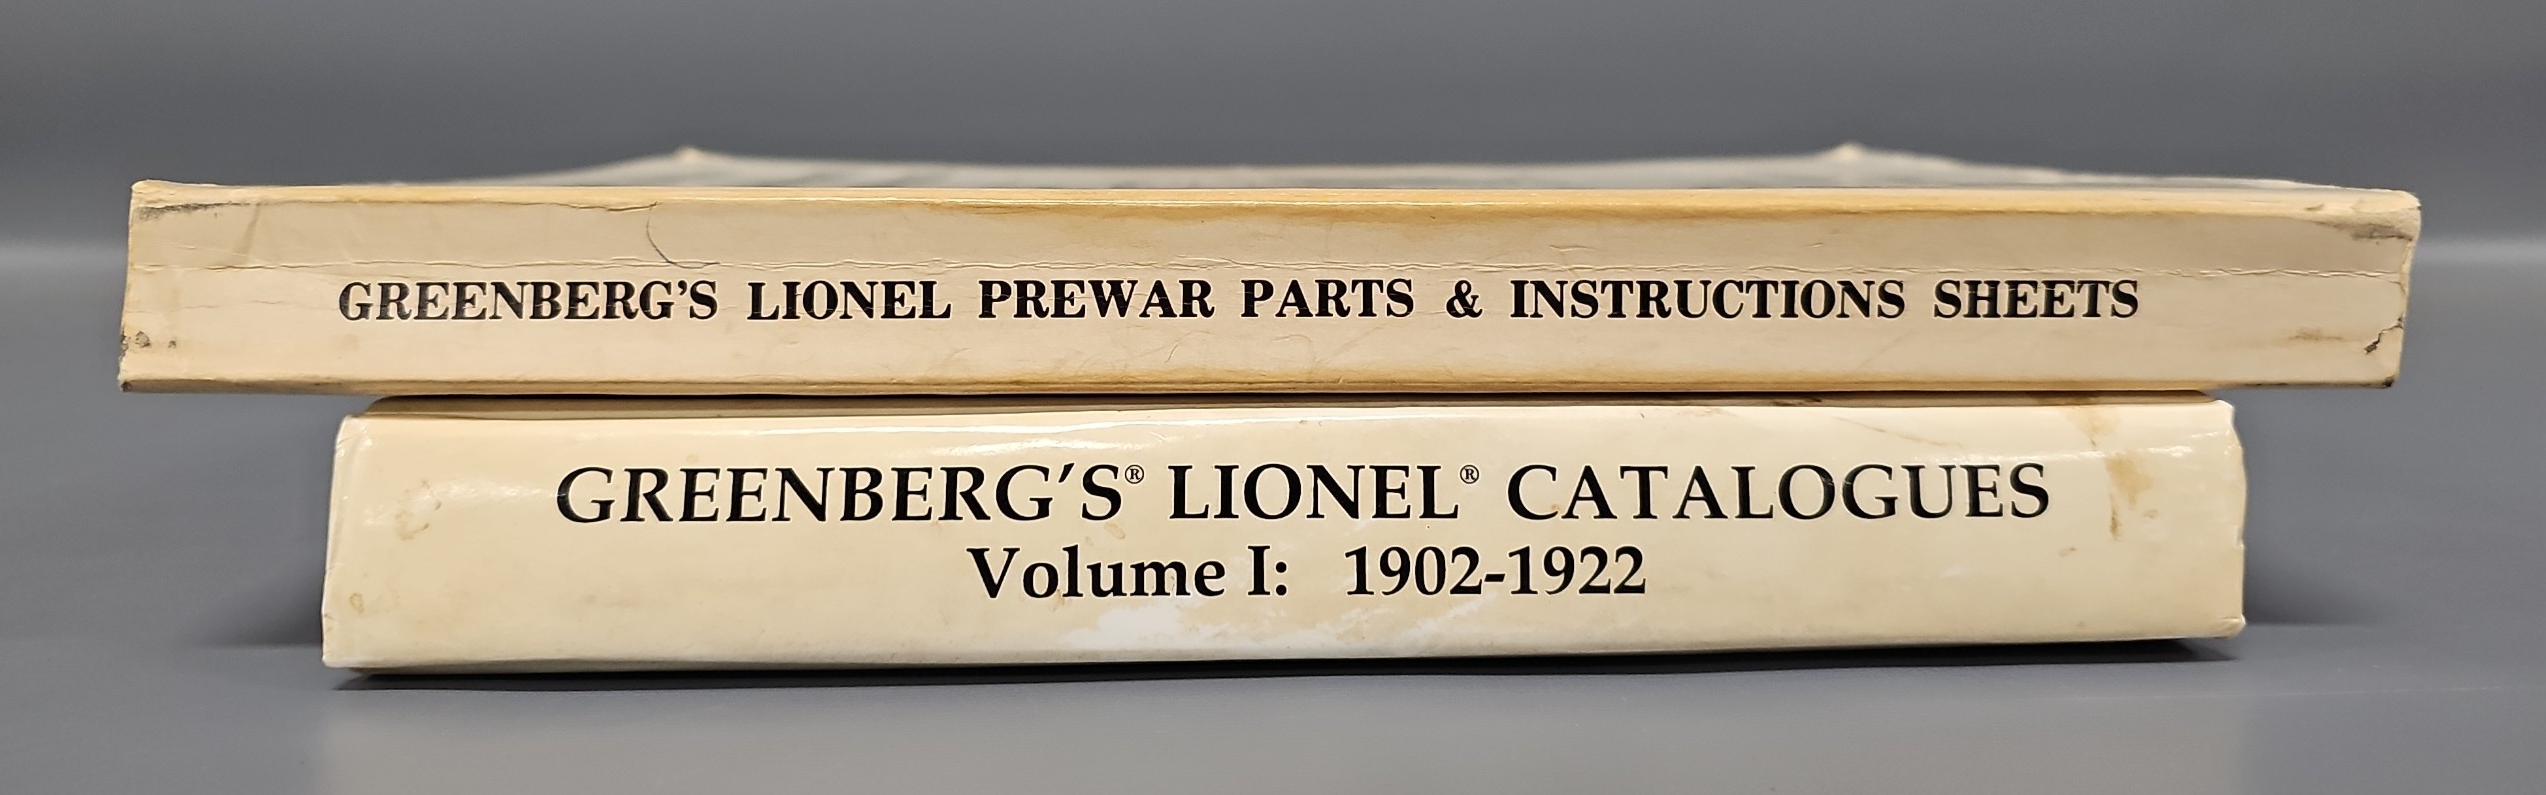 GREENBERG'S LIONEL PREWAR PARTS & INSTRUCTIONS SHEETS
GREENBERG'S® LIONEL® CATALOGUES
Volume I: 1902-1922